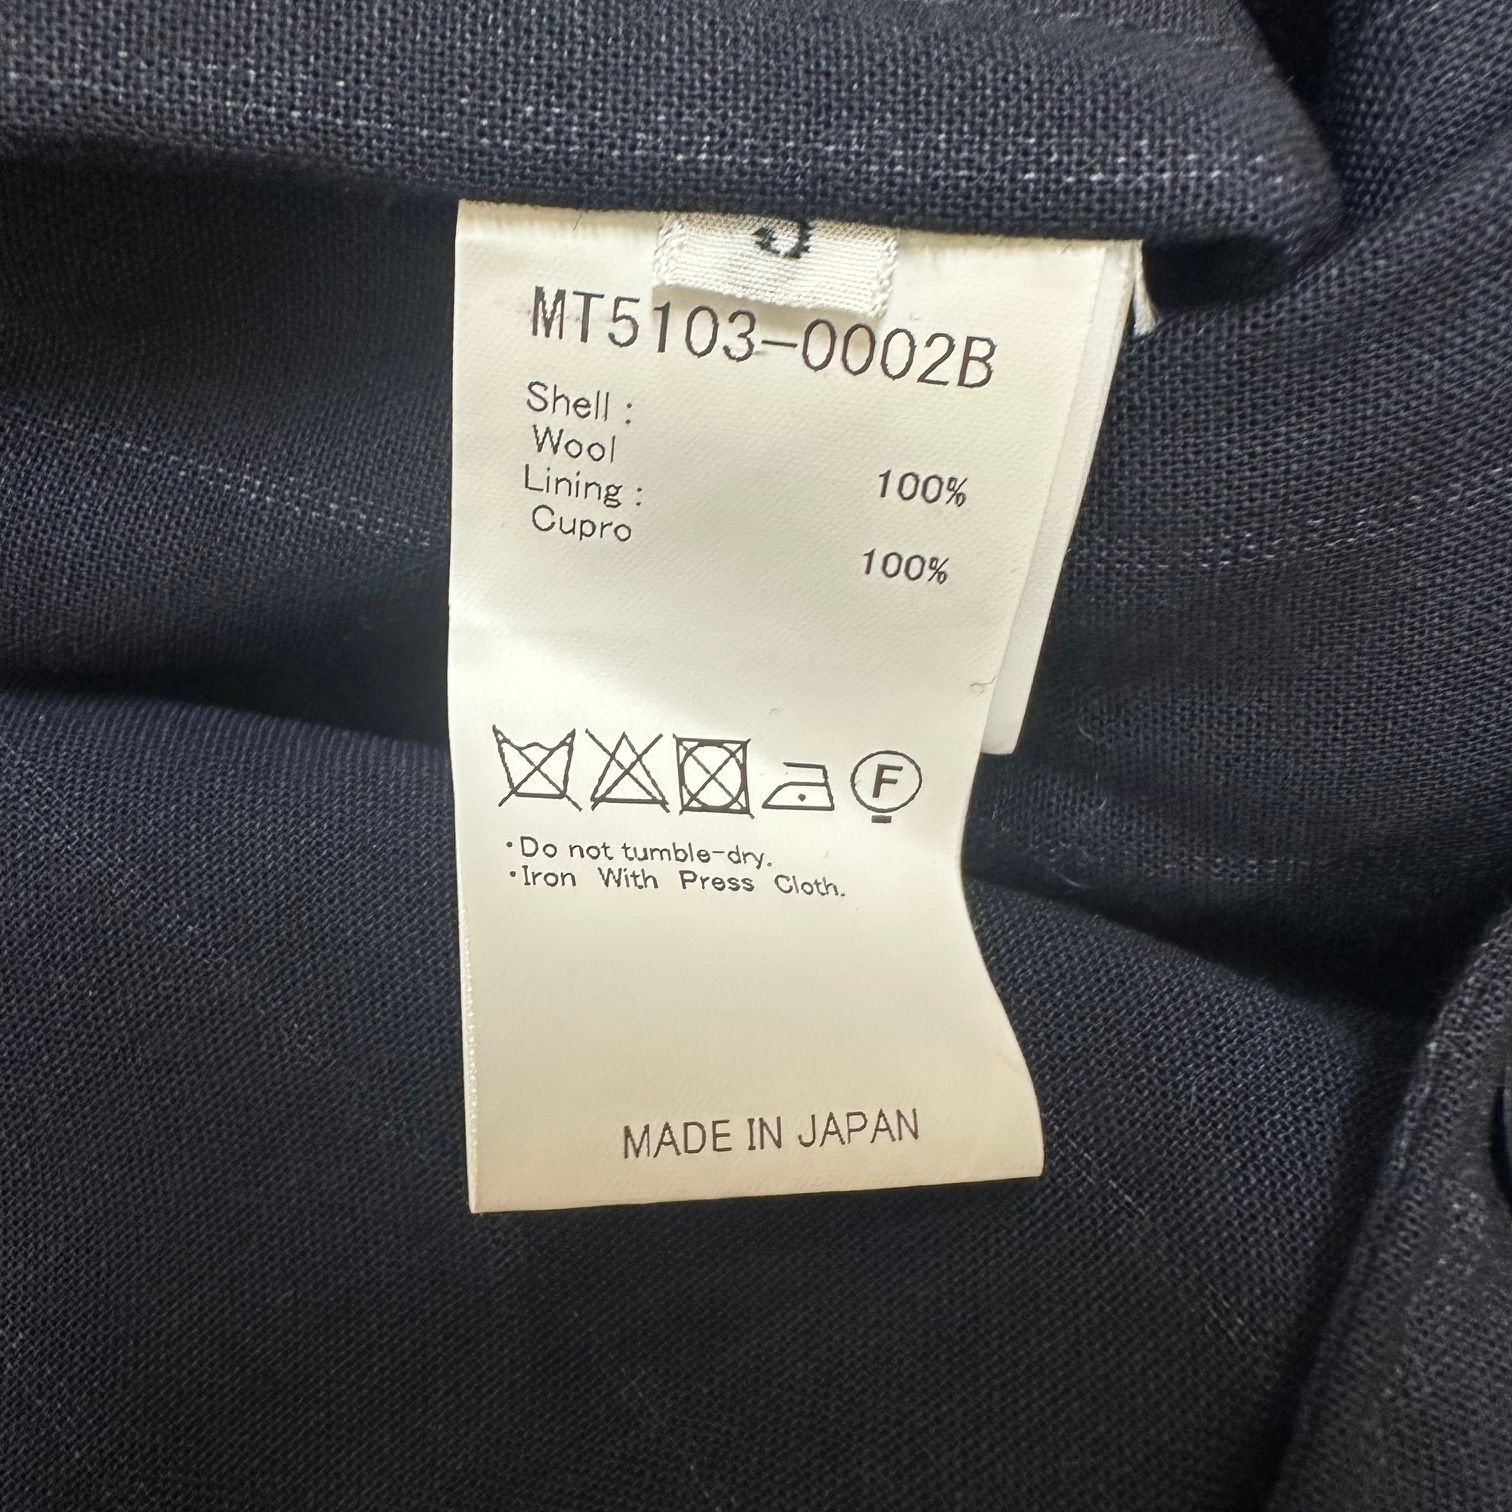 MT5103-0002B
Shell :
Wool 100%
Lining :
Cupro 100%
F
・Do not tumble-dry.
・Iron With Press Cloth.
MADE IN JAPAN